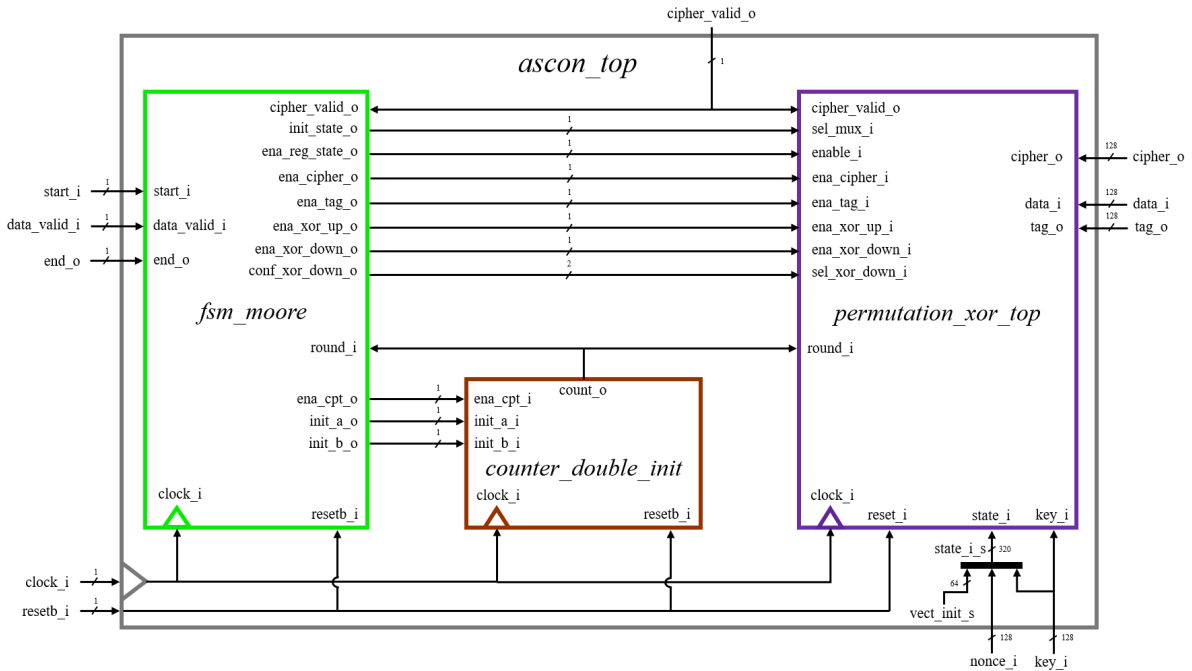 cipher_valid_o
1
ascon_top
cipher_valid_o
cipher_valid_o
init_state_o
1
sel_mux_i
ena_reg_state_o
1
enable_i
cipher_o
128
cipher_o
ena_cipher_o
1
ena_cipher_i
start_i
1
start_i
ena_tag_o
1
ena_tag_i
data_i
128
data_i
data_valid_i
1
data_valid_i
ena_xor_up_o
1
ena_xor_up_i
tag_o
128
tag_o
ena_xor_down_o
1
ena_xor_down_i
end_o
1
end_o
conf_xor_down_o
2
sel_xor_down_i
fsm_moore
permutation_xor_top
round_i
round_i
count_o
ena_cpt_o
1
ena_cpt_i
init_a_o
1
init_a_i
init_b_o
1
init_b_i
counter_double_init
clock_i
resetb_i
clock_i
resetb_i
clock_i
reset_i
state_i
key_i
state_i_s
320
clock_i
1
64
resetb_i
1
vect_init_s
128
128
nonce_i
key_i